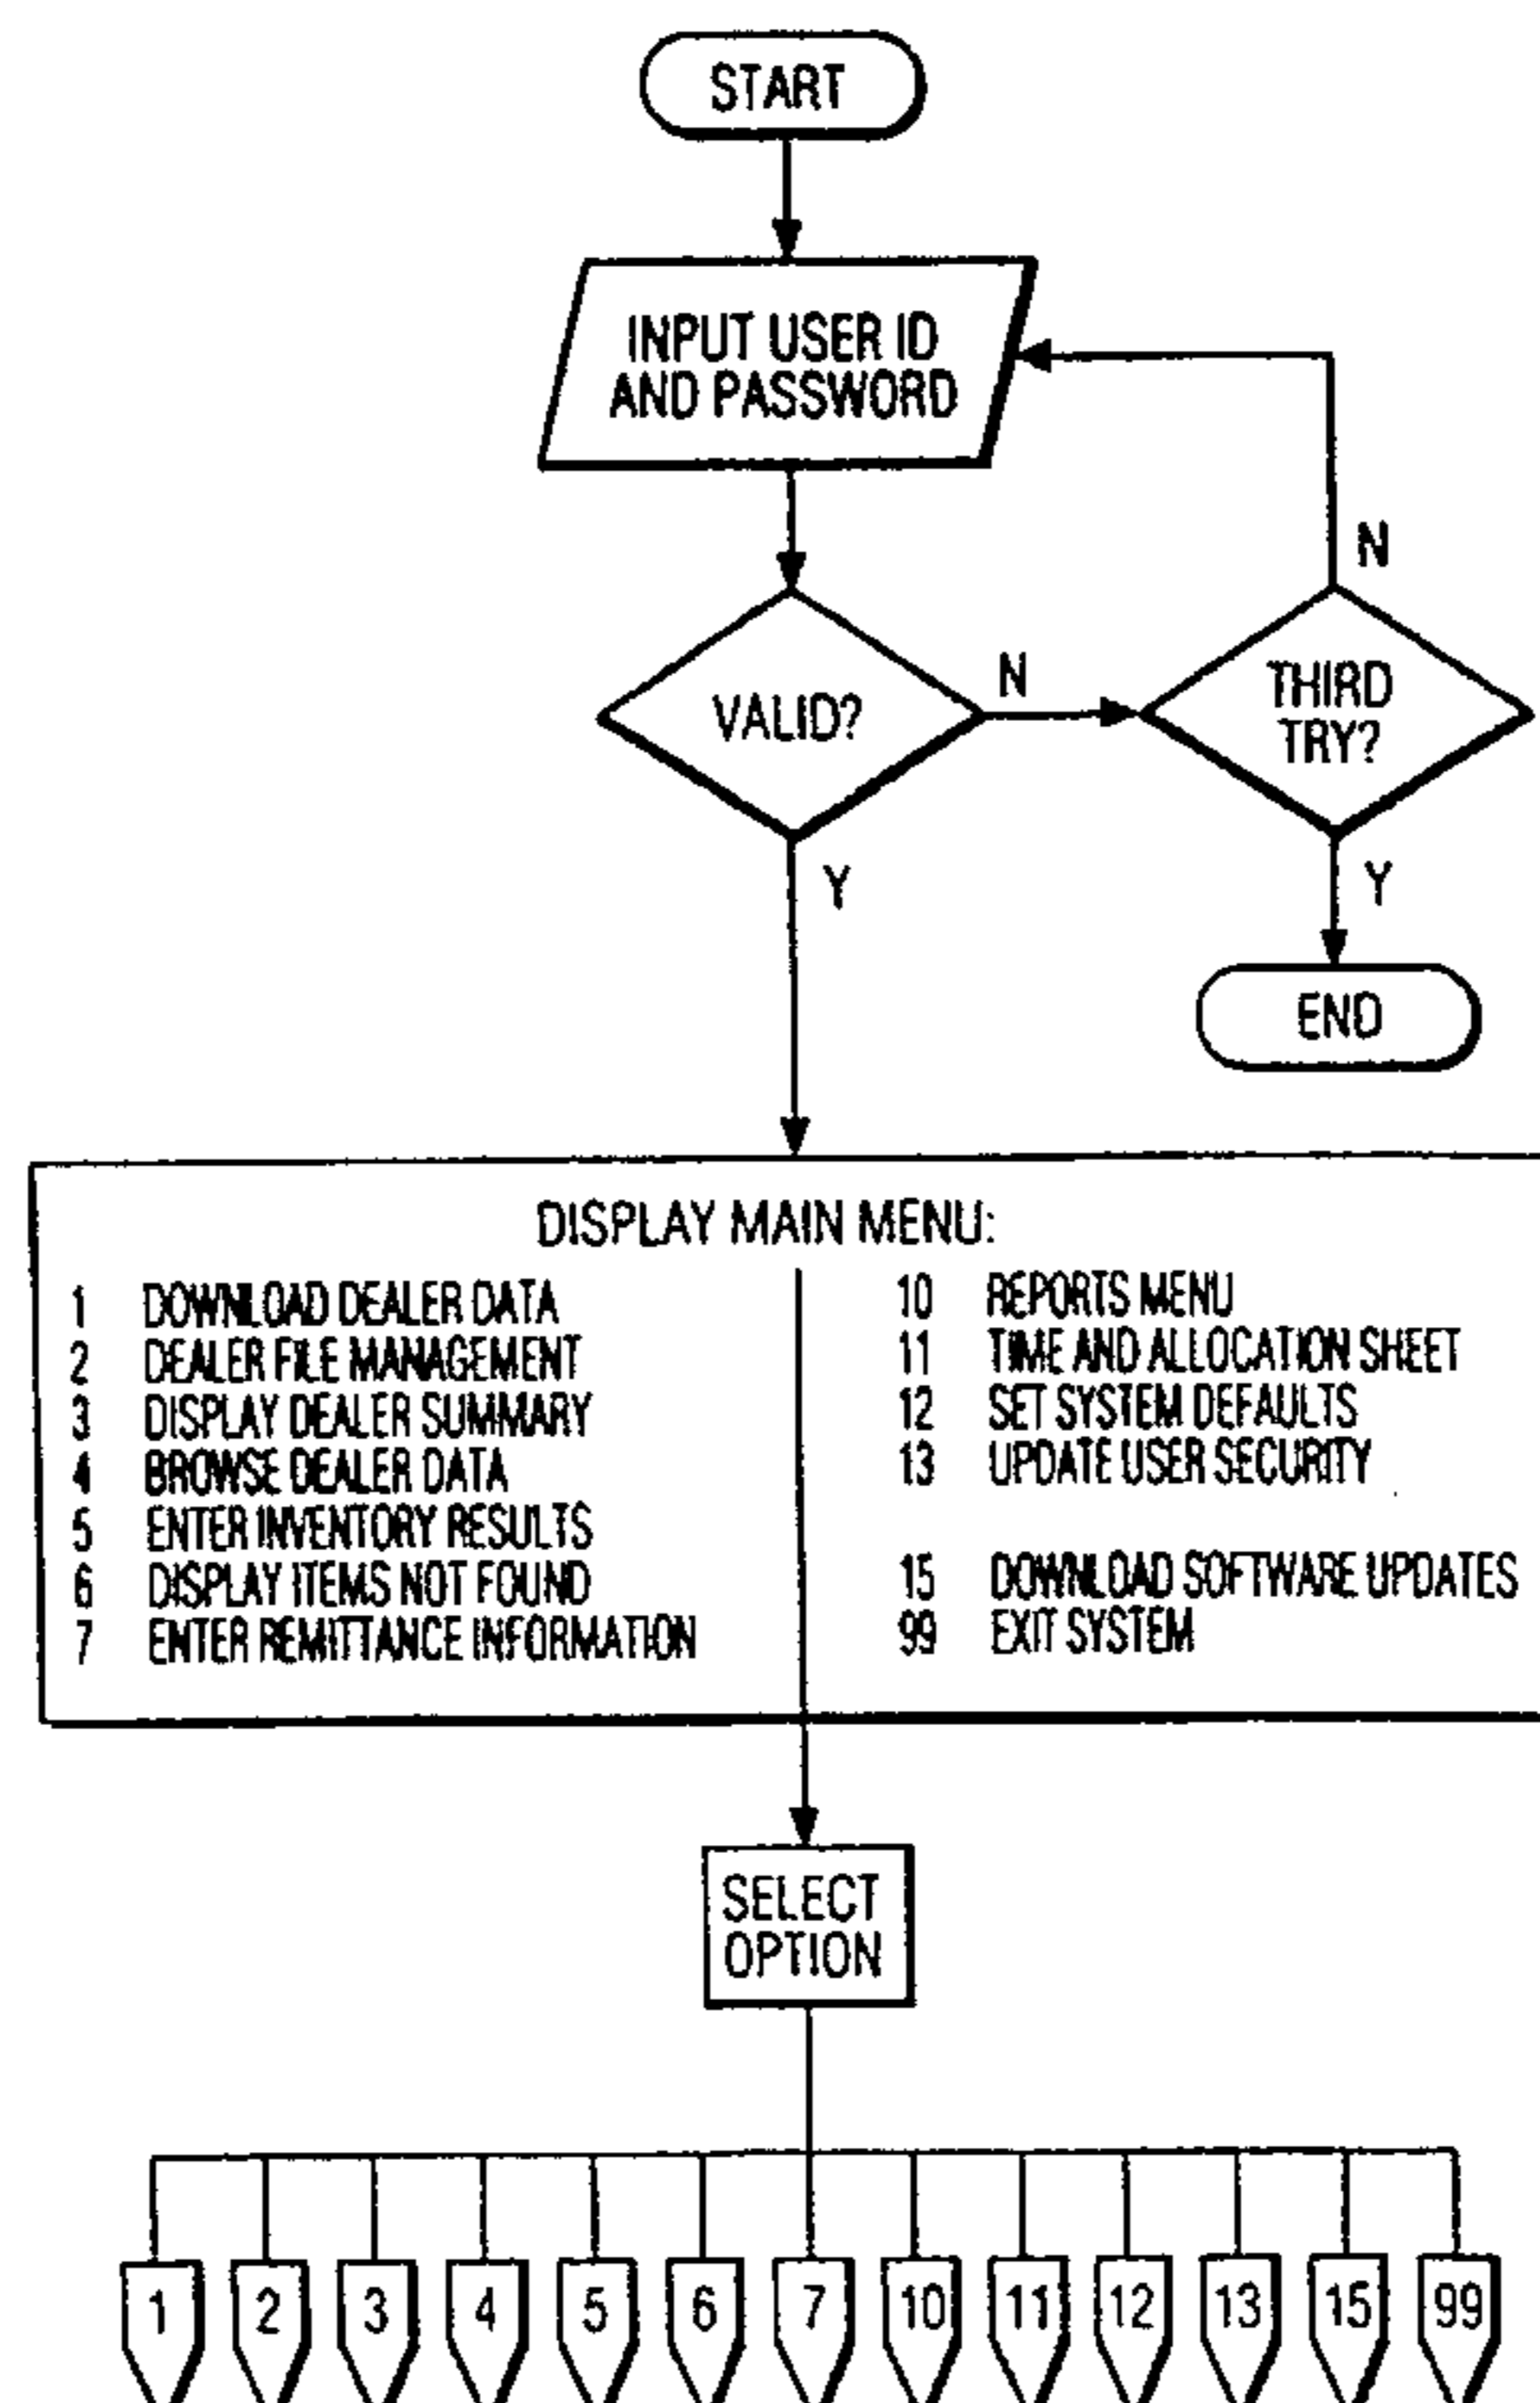 START
INPUT USER ID
AND PASSWORD
N
VALID?
N
THIRD
TRY?
Y
Y
END
DISPLAY MAIN MENU:
1 DOWNLOAD DEALER DATA
2 DEALER FILE MANAGEMENT
3 DISPLAY DEALER SUMMARY
4 BROWSE DEALER DATA
5 ENTER INVENTORY RESULTS
6 DISPLAY ITEMS NOT FOUND
7 ENTER REMITTANCE INFORMATION
10 REPORTS MENU
11 TIME AND ALLOCATION SHEET
12 SET SYSTEM DEFAULTS
13 UPDATE USER SECURITY
15 DOWNLOAD SOFTWARE UPDATES
99 EXIT SYSTEM
SELECT
OPTION
1 2 3 4 5 6 7 10 11 12 13 15 99